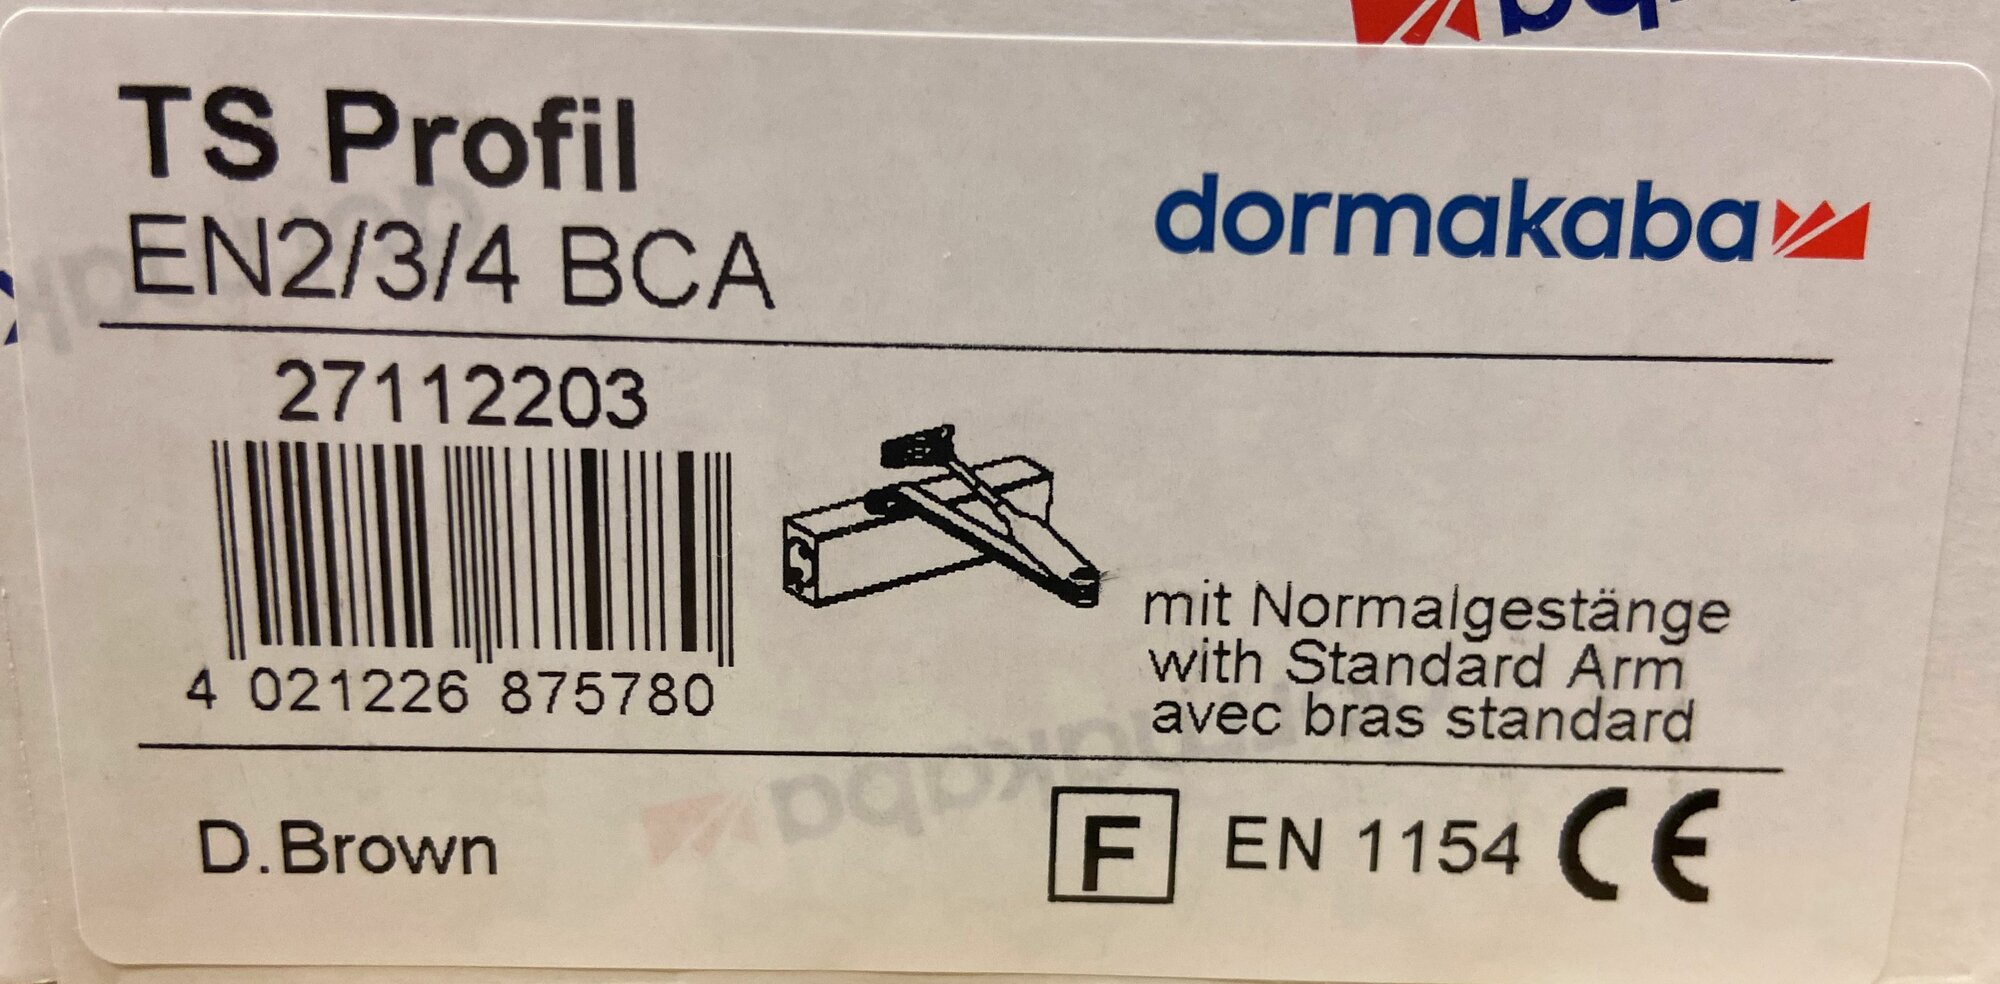 TS Profil
EN2/3/4 BCA
dormakaba
27112203
4 021226 875780
mit Normalgestänge
with Standard Arm
avec bras standard
D.Brown
F EN 1154 CE